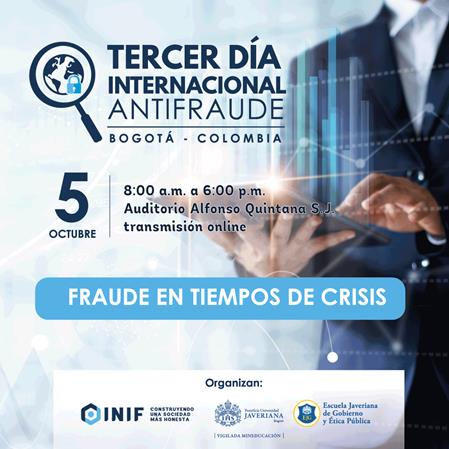 TERCER DÍA
INTERNACIONAL
ANTIFRAUDE
BOGOTÁ - COLOMBIA
5
OCTUBRE
8:00 a.m. a 6:00 p.m.
Auditorio Alfonso Quintana S.J.
transmisión online
FRAUDE EN TIEMPOS DE CRISIS
Organizan:
INIF
CONSTRUYENDO
UNA SOCIEDAD
MÁS HONESTA
Pontificia Universidad
JAVERIANA
Bogotá
| VIGILADA MINEDUCACIÓN |
EJG
Escuela Javeriana
de Gobierno
y Ética Pública